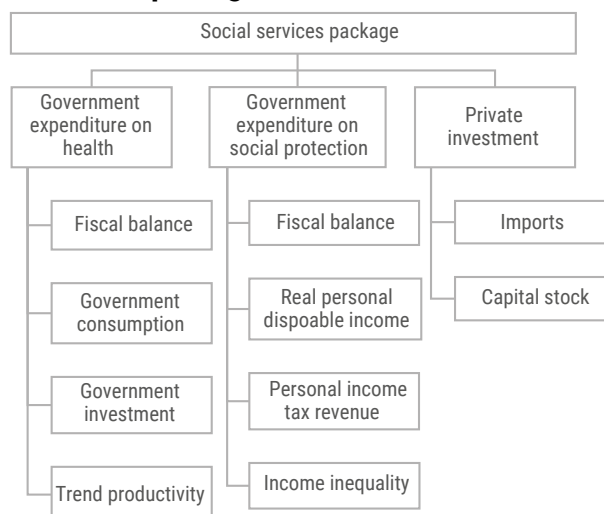 Social services package
Government
expenditure on
health
Government
expenditure on
social protection
Private
investment
Fiscal balance
Government
consumption
Government
investment
Trend productivity
Fiscal balance
Real personal
dispoable income
Personal income
tax revenue
Income inequality
Imports
Capital stock